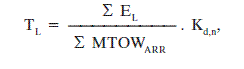 T_L = Σ E_L / Σ MTOW_ARR . K_d,n,